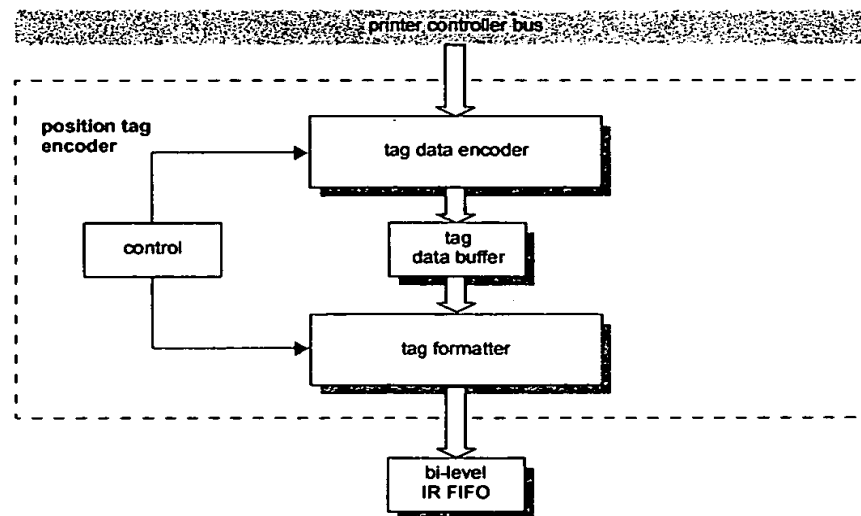 printer controller bus
position tag
encoder
tag data encoder
control
tag
data buffer
tag formatter
bi-level
IR FIFO